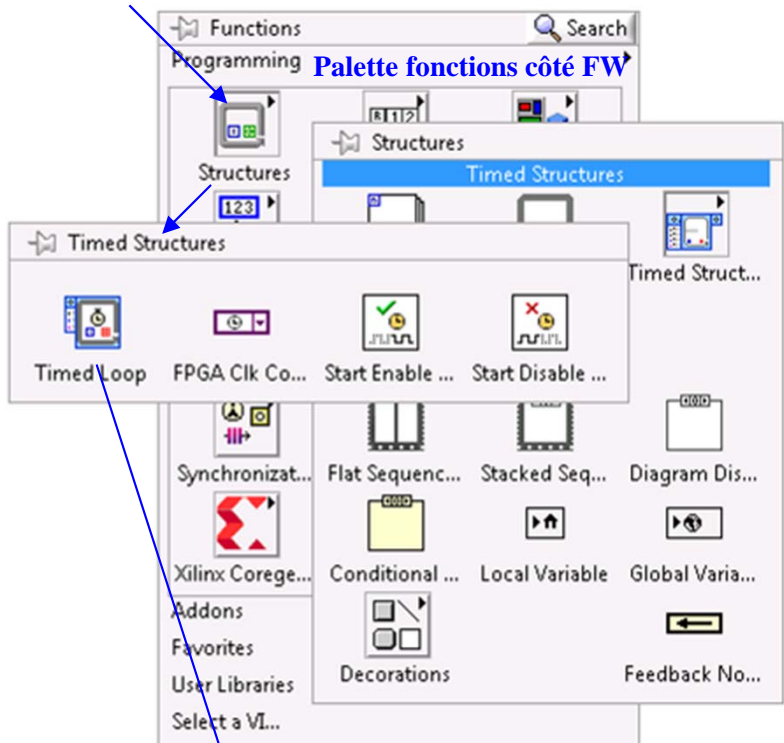 Functions
Search
Programming
Palette fonctions côté FW
Structures
Structures
Timed Structures
123
Timed Structures
Timed Struct...
Timed Loop
FPGA Clk Co...
Start Enable ...
Start Disable ...
Synchronizat...
Flat Sequenc...
Stacked Seq...
Diagram Dis...
Xilinx Corege...
Conditional ...
Local Variable
Global Varia...
Addons
Favorites
User Libraries
Select a VI...
Decorations
Feedback No...